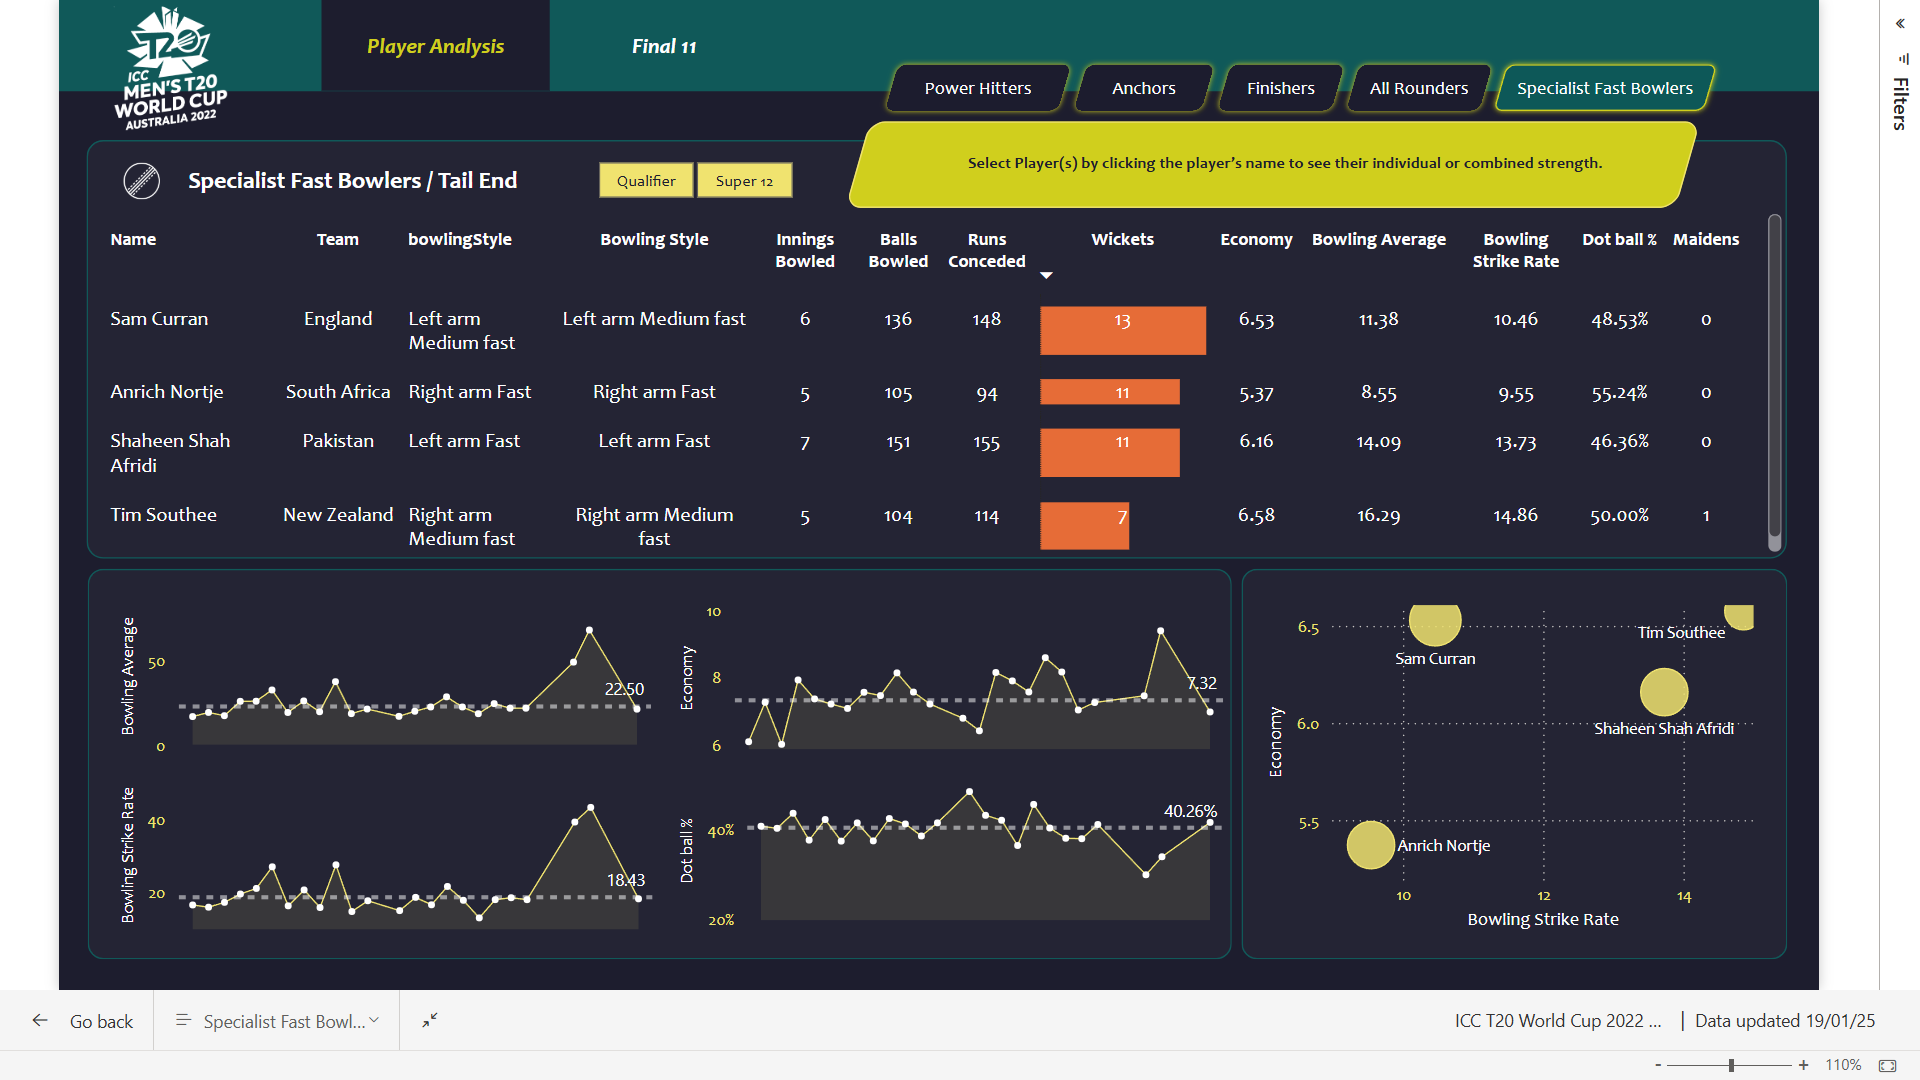 Player Analysis
Final 11
T20
ICC
MEN'S T20
WORLD CUP
AUSTRALIA 2022
Power Hitters
Anchors
Finishers
All Rounders
Specialist Fast Bowlers
Filters
Select Player(s) by clicking the player's name to see their individual or combined strength.
Specialist Fast Bowlers / Tail End
Qualifier
Super 12
Name Team bowlingStyle Bowling Style Innings Bowled Balls Bowled Runs Conceded Wickets Economy Bowling Average Bowling Strike Rate Dot ball % Maidens
Sam Curran England Left arm Medium fast Left arm Medium fast 6 136 148 13 6.53 11.38 10.46 48.53% 0
Anrich Nortje South Africa Right arm Fast Right arm Fast 5 105 94 11 5.37 8.55 9.55 55.24% 0
Shaheen Shah Afridi Pakistan Left arm Fast Left arm Fast 7 151 155 11 6.16 14.09 13.73 46.36% 0
Tim Southee New Zealand Right arm Medium fast Right arm Medium fast 5 104 114 7 6.58 16.29 14.86 50.00% 1
Bowling Average
50
0
22.50
Economy
10
8
6
7.32
Bowling Strike Rate
40
20
18.43
Dot ball %
40%
20%
40.26%
Economy
6.5
6.0
5.5
Tim Southee
Sam Curran
Shaheen Shah Afridi
Anrich Nortje
10
12
14
Bowling Strike Rate
Go back
Specialist Fast Bowl...
ICC T20 World Cup 2022 ...
| Data updated 19/01/25
- + 110%